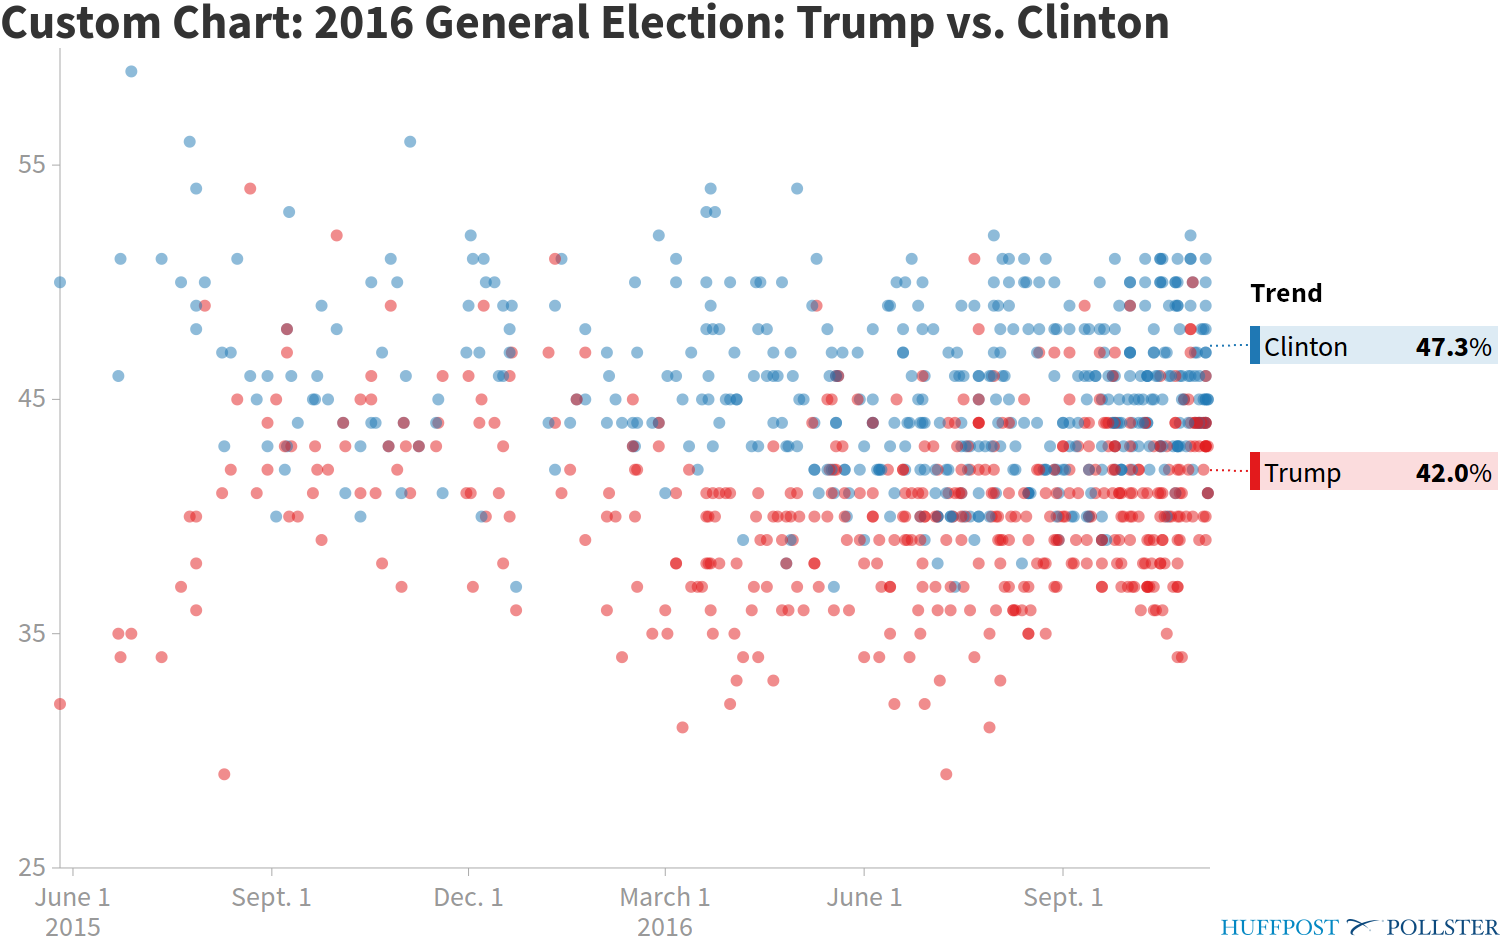 Custom Chart: 2016 General Election: Trump vs. Clinton
55
45
35
25
Trend
Clinton 47.3%
Trump 42.0%
June 1 Sept. 1 Dec. 1 March 1 June 1 Sept. 1
2015 2016
HUFFPOST POLLSTER